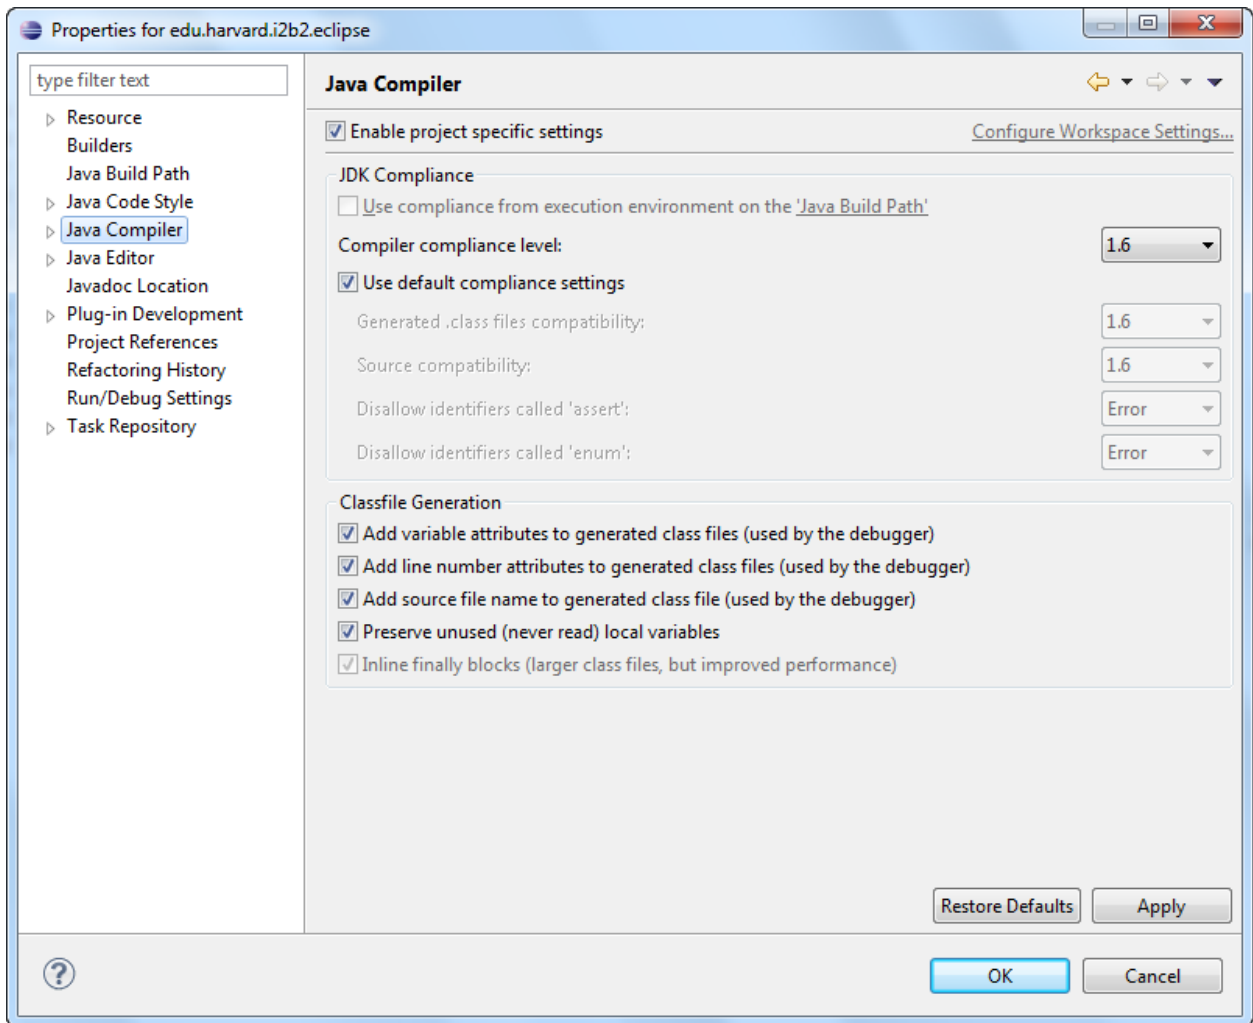 Properties for edu.harvard.i2b2.eclipse
type filter text
Resource
Builders
Java Build Path
Java Code Style
Java Compiler
Java Editor
Javadoc Location
Plug-in Development
Project References
Refactoring History
Run/Debug Settings
Task Repository
Java Compiler
Enable project specific settings
Configure Workspace Settings...
JDK Compliance
Use compliance from execution environment on the 'Java Build Path'
Compiler compliance level: 1.6
Use default compliance settings
Generated .class files compatibility: 1.6
Source compatibility: 1.6
Disallow identifiers called 'assert': Error
Disallow identifiers called 'enum': Error
Classfile Generation
Add variable attributes to generated class files (used by the debugger)
Add line number attributes to generated class files (used by the debugger)
Add source file name to generated class file (used by the debugger)
Preserve unused (never read) local variables
Inline finally blocks (larger class files, but improved performance)
Restore Defaults Apply
? OK Cancel